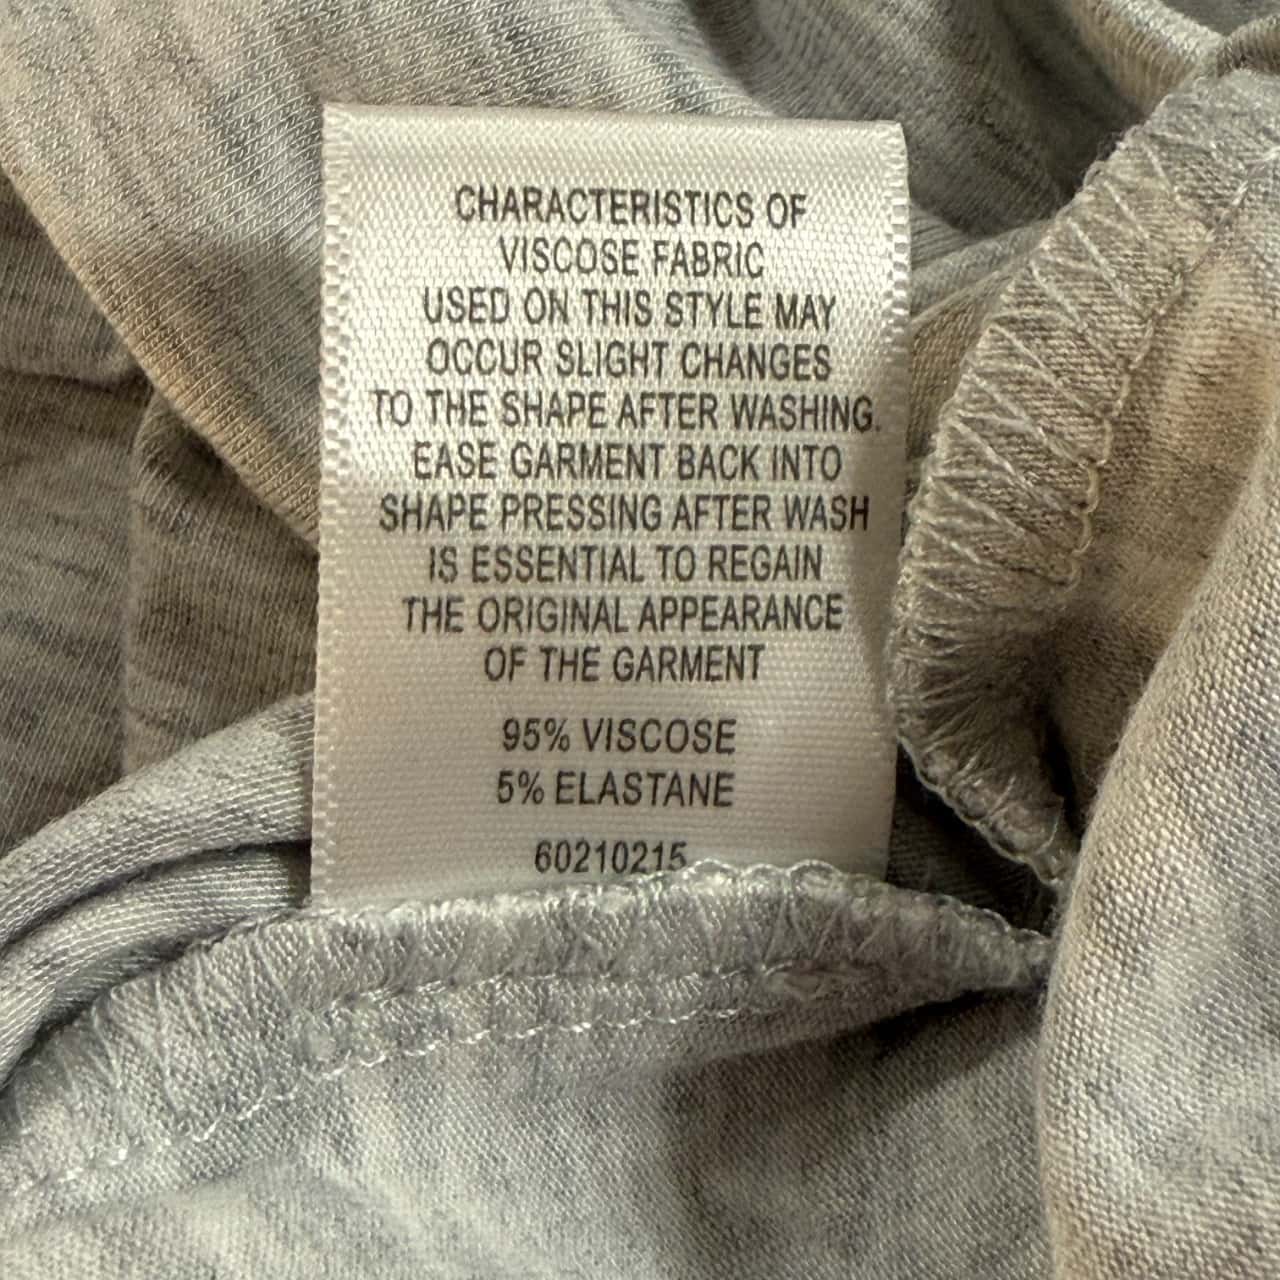 CHARACTERISTICS OF
VISCOSE FABRIC
USED ON THIS STYLE MAY
OCCUR SLIGHT CHANGES
TO THE SHAPE AFTER WASHING.
EASE GARMENT BACK INTO
SHAPE PRESSING AFTER WASH
IS ESSENTIAL TO REGAIN
THE ORIGINAL APPEARANCE
OF THE GARMENT
95% VISCOSE
5% ELASTANE
60210215